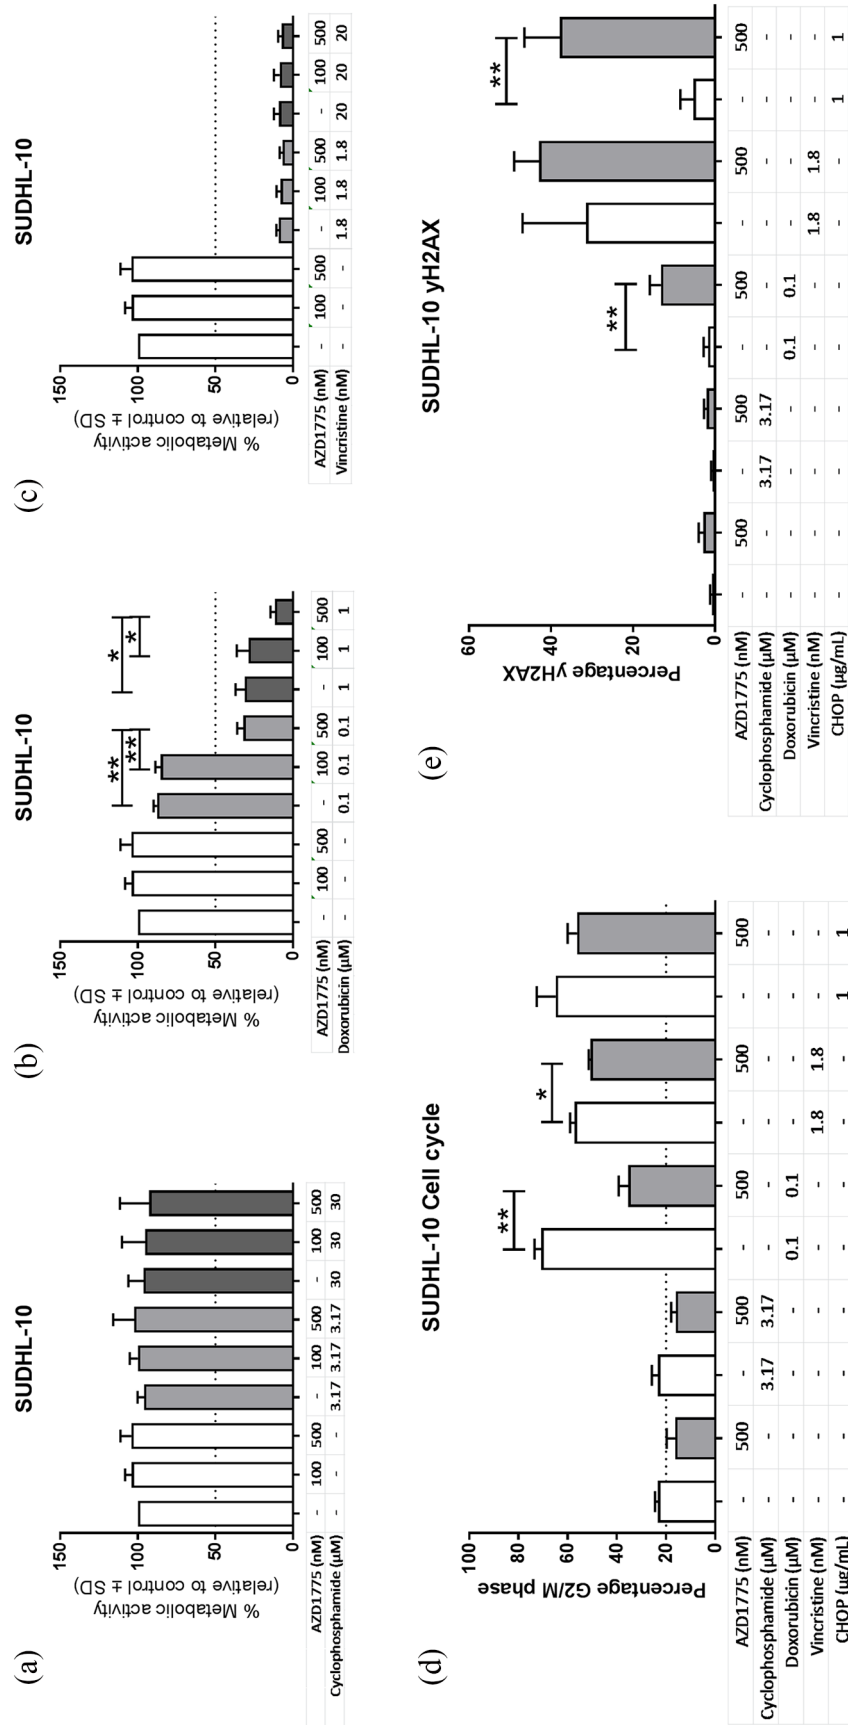 (a)
SUDHL-10
% Metabolic activity
(relative to control ± SD)
150
100
50
0
AZD1775 (nM) - 100 500 - 100 500 - 100 500
Cyclophosphamide (µM) - - - 3.17 3.17 3.17 30 30 30
(b)
SUDHL-10
% Metabolic activity
(relative to control ± SD)
150
100
50
0
** ** * *
AZD1775 (nM) - 100 500 - 100 500 - 100 500
Doxorubicin (µM) - - - 0.1 0.1 0.1 1 1 1
(c)
SUDHL-10
% Metabolic activity
(relative to control ± SD)
150
100
50
0
AZD1775 (nM) - 100 500 - 100 500 - 100 500
Vincristine (nM) - - - 1.8 1.8 1.8 20 20 20
(d)
SUDHL-10 Cell cycle
Percentage G2/M phase
100
80
60
40
20
0
** *
AZD1775 (nM) - 500 - 500 - 500 - 500 - 500
Cyclophosphamide (µM) - - 3.17 3.17 - - - - - -
Doxorubicin (µM) - - - - 0.1 0.1 - - - -
Vincristine (nM) - - - - - - 1.8 1.8 - -
CHOP (µg/mL) - - - - - - - - 1 1
(e)
SUDHL-10 yH2AX
Percentage yH2AX
60
40
20
0
** **
AZD1775 (nM) - 500 - 500 - 500 - 500 - 500
Cyclophosphamide (µM) - - 3.17 3.17 - - - - - -
Doxorubicin (µM) - - - - 0.1 0.1 - - - -
Vincristine (nM) - - - - - - 1.8 1.8 - -
CHOP (µg/mL) - - - - - - - - 1 1